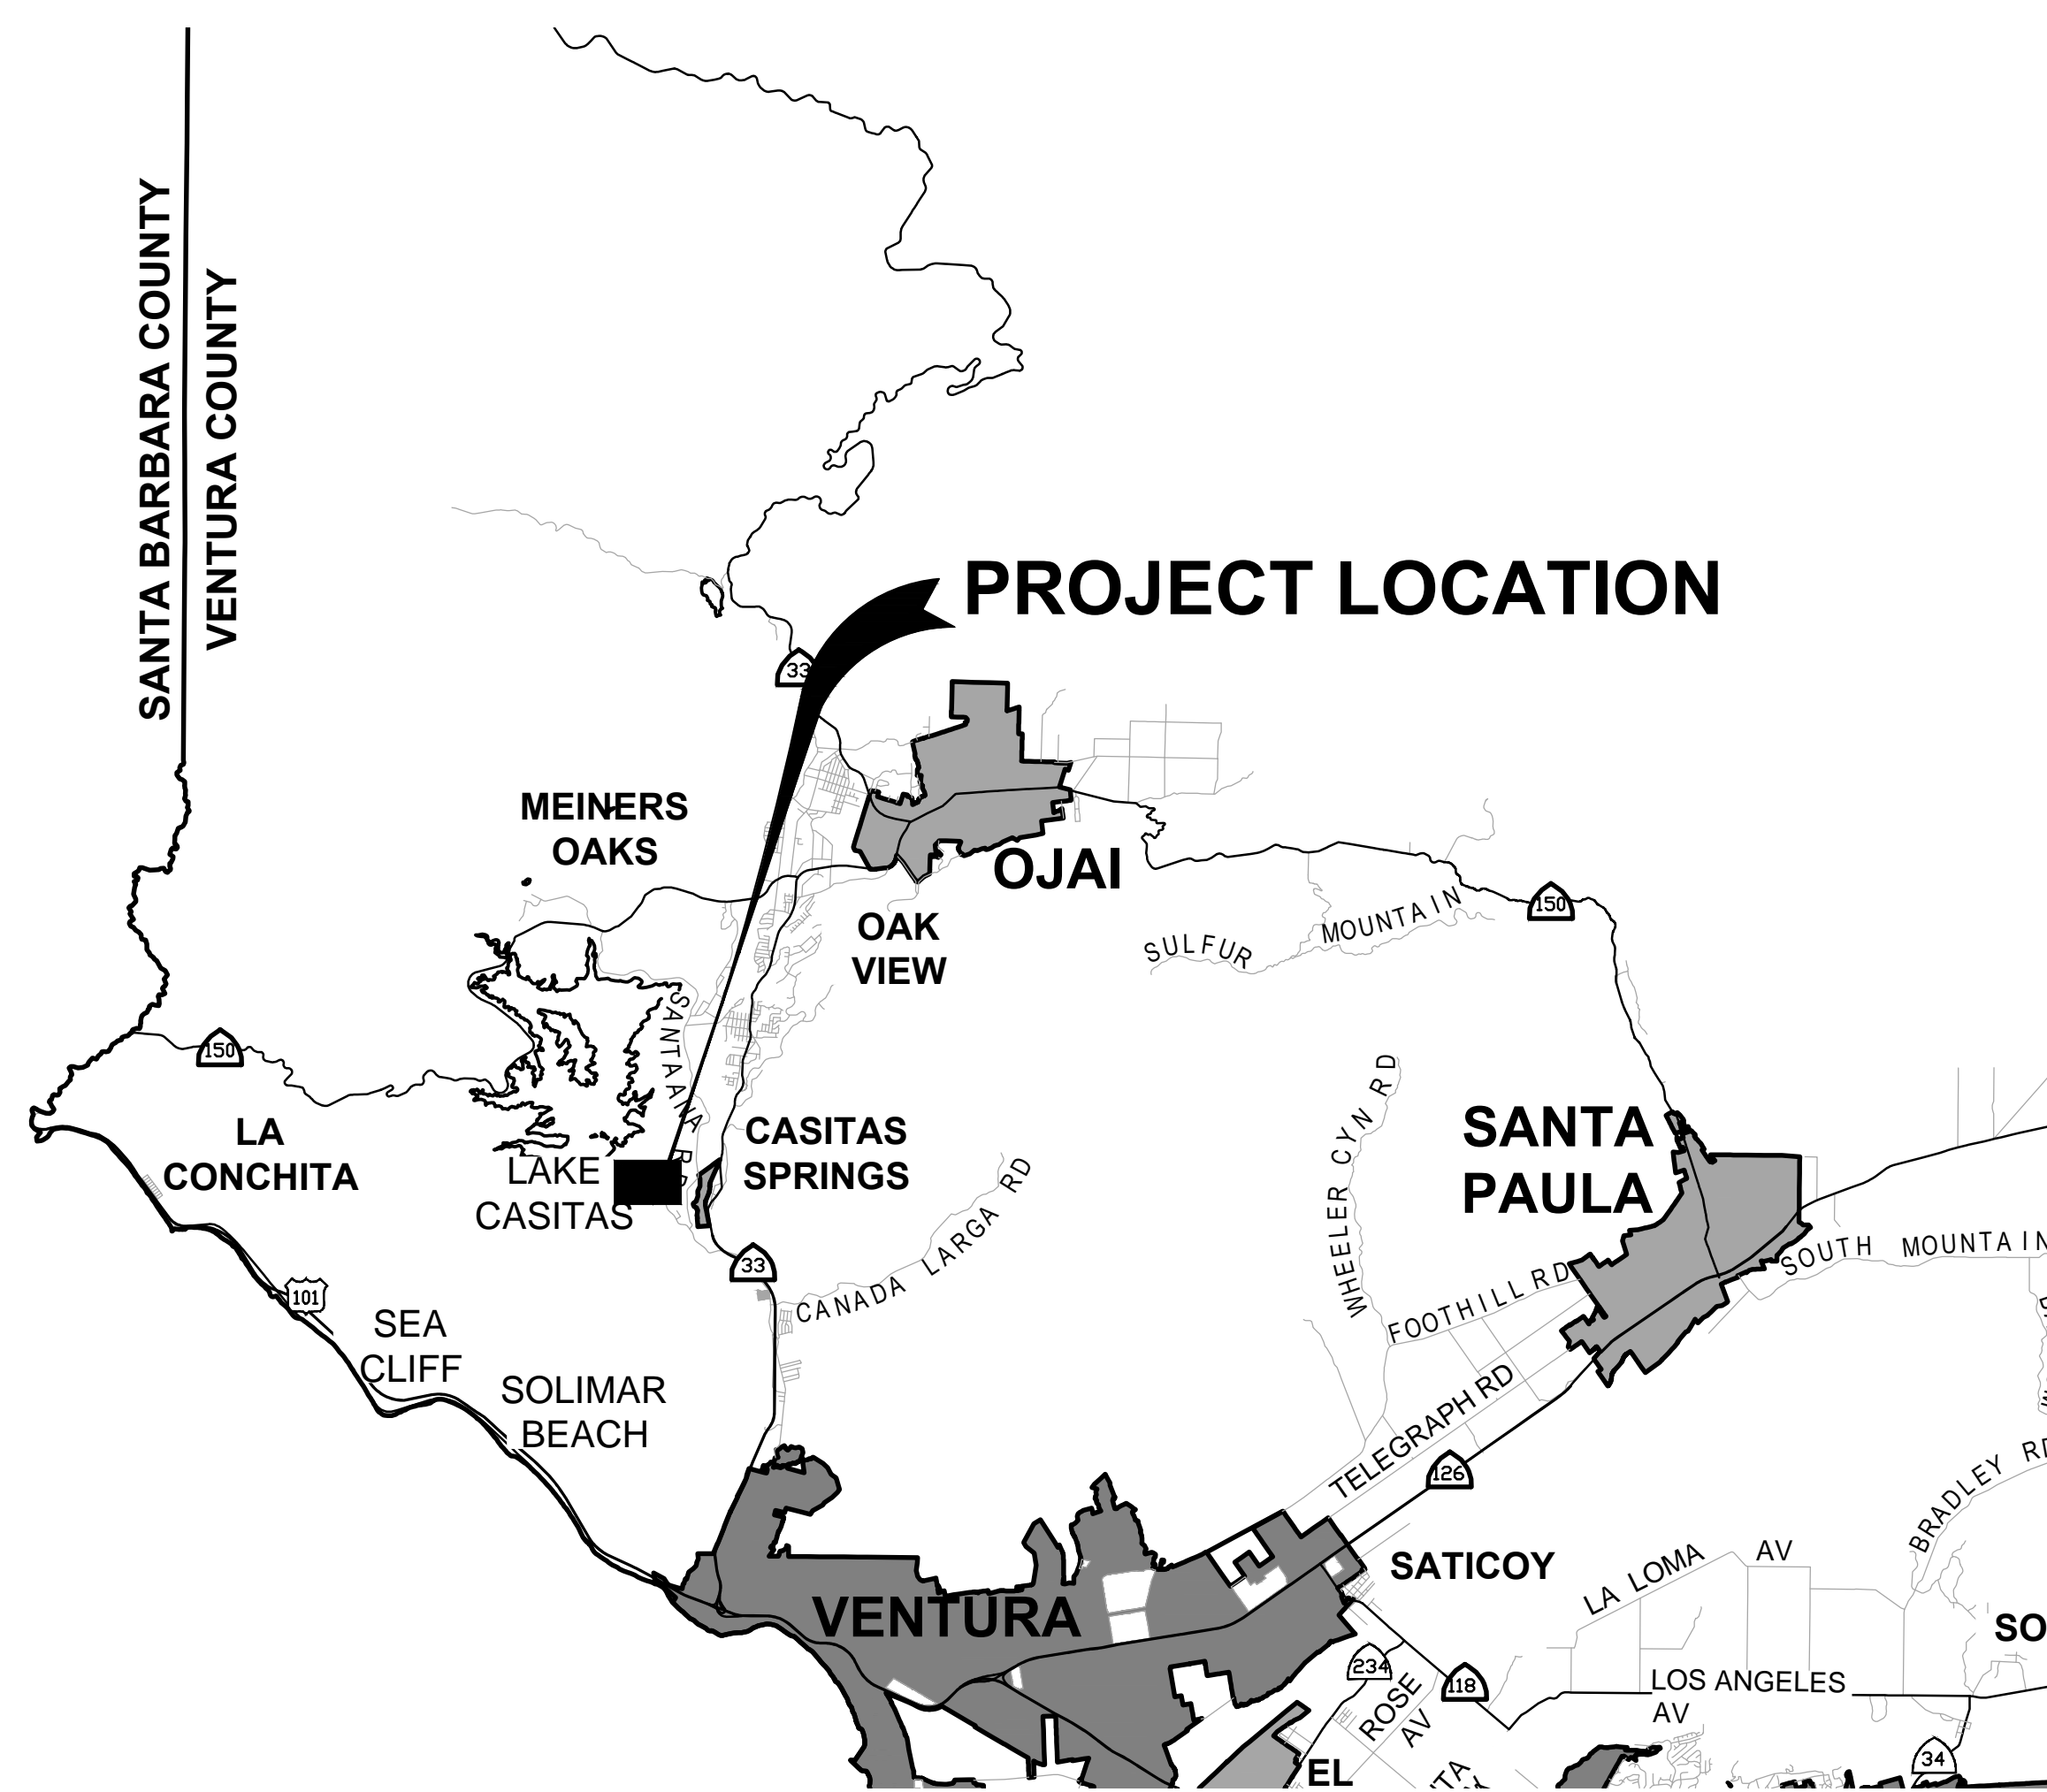 SANTA BARBARA COUNTY
VENTURA COUNTY
PROJECT LOCATION
33
MEINERS
OAKS
OJAI
OAK
VIEW
SULFUR MOUNTAIN
150
SANTA ANA RD
150
LA
CONCHITA
LAKE
CASITAS
CASITAS
SPRINGS
CANADA LARGA RD
33
WHEELER CYN RD
SANTA
PAULA
FOOTHILL RD
SOUTH MOUNTAIN
101
SEA
CLIFF
SOLIMAR
BEACH
TELEGRAPH RD
126
BRADLEY RD
VENTURA
SATICOY
LA LOMA AV
SO
234
118
ROSE
AV
LOS ANGELES
AV
34
EL